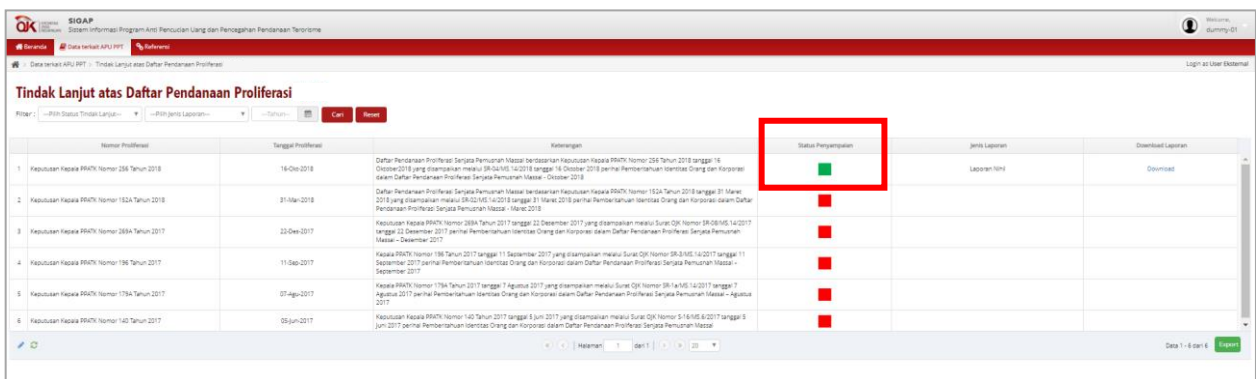 OJK OTORITAS JASA KEUANGAN
SIGAP
Sistem Informasi Program Anti Pencucian Uang dan Pencegahan Pendanaan Terorisme
Welcome,
dummy-01
Beranda Data terkait APU PPT Referensi
Data terkait APU PPT > Tindak Lanjut atas Daftar Pendanaan Proliferasi
Login as User Eksternal
Tindak Lanjut atas Daftar Pendanaan Proliferasi
Filter : ---Pilih Status Tindak Lanjut--- ---Pilih Jenis Laporan--- ---Tahun--- Cari Reset
Nomor Proliferasi Tanggal Proliferasi Keterangan Status Penyampaian Jenis Laporan Download Laporan
1 Keputusan Kepala PPATK Nomor 256 Tahun 2018 16-Okt-2018
Daftar Pendanaan Proliferasi Senjata Pemusnah Massal berdasarkan Keputusan Kepala PPATK Nomor 256 Tahun 2018 tanggal 16
Oktober2018 yang disampaikan melalui SR-04/MS.14/2018 tanggal 16 Oktober 2018 perihal Pemberitahuan Identitas Orang dan Korporasi
dalam Daftar Pendanaan Proliferasi Senjata Pemusnah Massal - Oktober 2018
Laporan Nihil Download
2 Keputusan Kepala PPATK Nomor 152A Tahun 2018 31-Mar-2018
Daftar Pendanaan Proliferasi Senjata Pemusnah Massal berdasarkan Keputusan Kepala PPATK Nomor 152A Tahun 2018 tanggal 31 Maret
2018 yang disampaikan melalui SR-02/MS.14/2018 tanggal 31 Maret 2018 perihal Pemberitahuan Identitas Orang dan Korporasi dalam Daftar
Pendanaan Proliferasi Senjata Pemusnah Massal - Maret 2018
3 Keputusan Kepala PPATK Nomor 289A Tahun 2017 22-Des-2017
Keputusan Kepala PPATK Nomor 289A Tahun 2017 tanggal 22 Desember 2017 yang disampaikan melalui Surat OJK Nomor SR-08/MS.14/2017
tanggal 22 Desember 2017 perihal Pemberitahuan Identitas Orang dan Korporasi dalam Daftar Pendanaan Proliferasi Senjata Pemusnah
Massal – Desember 2017
4 Keputusan Kepala PPATK Nomor 196 Tahun 2017 11-Sep-2017
Kepala PPATK Nomor 196 Tahun 2017 tanggal 11 September 2017 yang disampaikan melalui Surat OJK Nomor SR-3/MS.14/2017 tanggal 11
September 2017 perihal Pemberitahuan Identitas Orang dan Korporasi dalam Daftar Pendanaan Proliferasi Senjata Pemusnah Massal -
September 2017
5 Keputusan Kepala PPATK Nomor 179A Tahun 2017 07-Agu-2017
Kepala PPATK Nomor 179A Tahun 2017 tanggal 7 Agustus 2017 yang disampaikan melalui Surat OJK Nomor SR-1a/MS.14/2017 tanggal 7
Agustus 2017 perihal Pemberitahuan Identitas Orang dan Korporasi dalam Daftar Pendanaan Proliferasi Senjata Pemusnah Massal – Agustus
2017
6 Keputusan Kepala PPATK Nomor 140 Tahun 2017 05-Jun-2017
Keputusan Kepala PPATK Nomor 140 Tahun 2017 tanggal 5 Juni 2017 yang disampaikan melalui Surat OJK Nomor S-16/MS.6/2017 tanggal 5
Juni 2017 perihal Pemberitahuan Identitas Orang dan Korporasi dalam Daftar Pendanaan Proliferasi Senjata Pemusnah Massal
Halaman 1 dari 1 20
Data 1 - 6 dari 6 Export